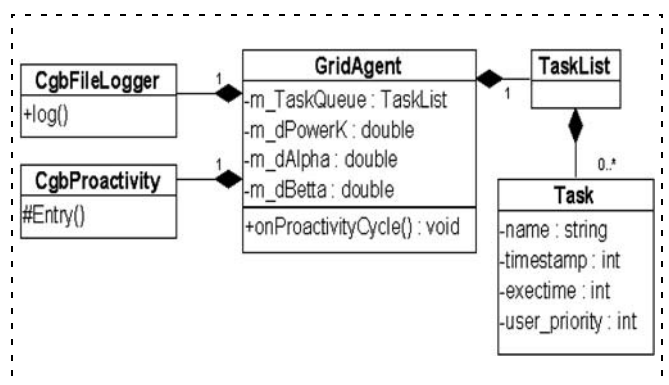 CgbFileLogger
+log()
1
CgbProactivity
#Entry()
1
GridAgent
-m_TaskQueue : TaskList
-m_dPowerK : double
-m_dAlpha : double
-m_dBetta : double
+onProactivityCycle() : void
1
TaskList
0..*
Task
-name : string
-timestamp : int
-exectime : int
-user_priority : int